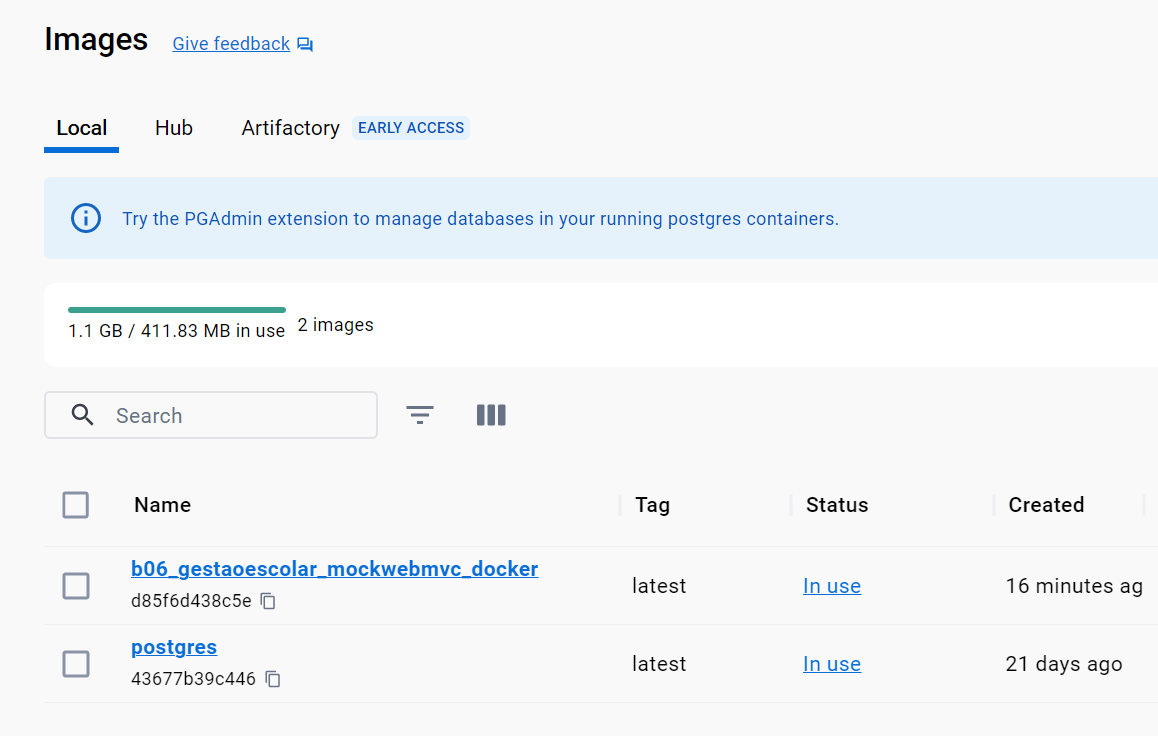 Images Give feedback
Local Hub Artifactory EARLY ACCESS
Try the PGAdmin extension to manage databases in your running postgres containers.
1.1 GB / 411.83 MB in use 2 images
Search
Name Tag Status Created
b06_gestaoescolar_mockwebmvc_docker
d85f6d438c5e
latest In use 16 minutes ag
postgres
43677b39c446
latest In use 21 days ago